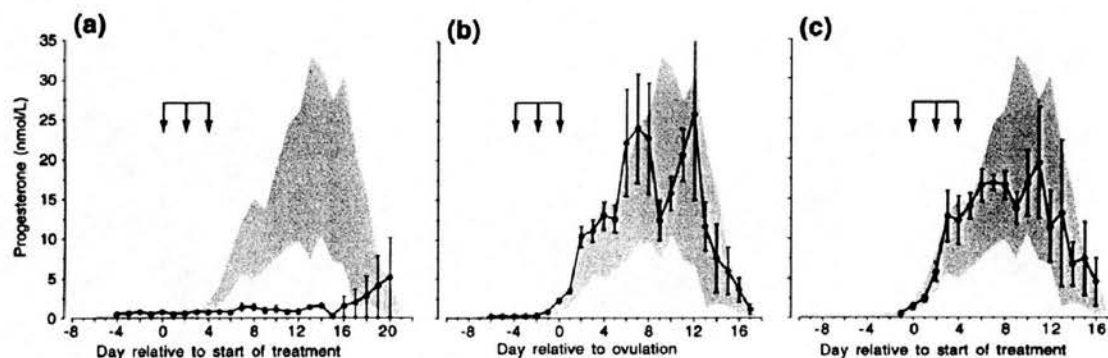 (a) (b) (c)
35
30
25
20
15
10
5
0
Progesterone (nmol/L)
-8 -4 0 4 8 12 16 20
-8 -4 0 4 8 12 16
-8 -4 0 4 8 12 16
Day relative to start of treatment Day relative to ovulation Day relative to start of treatment